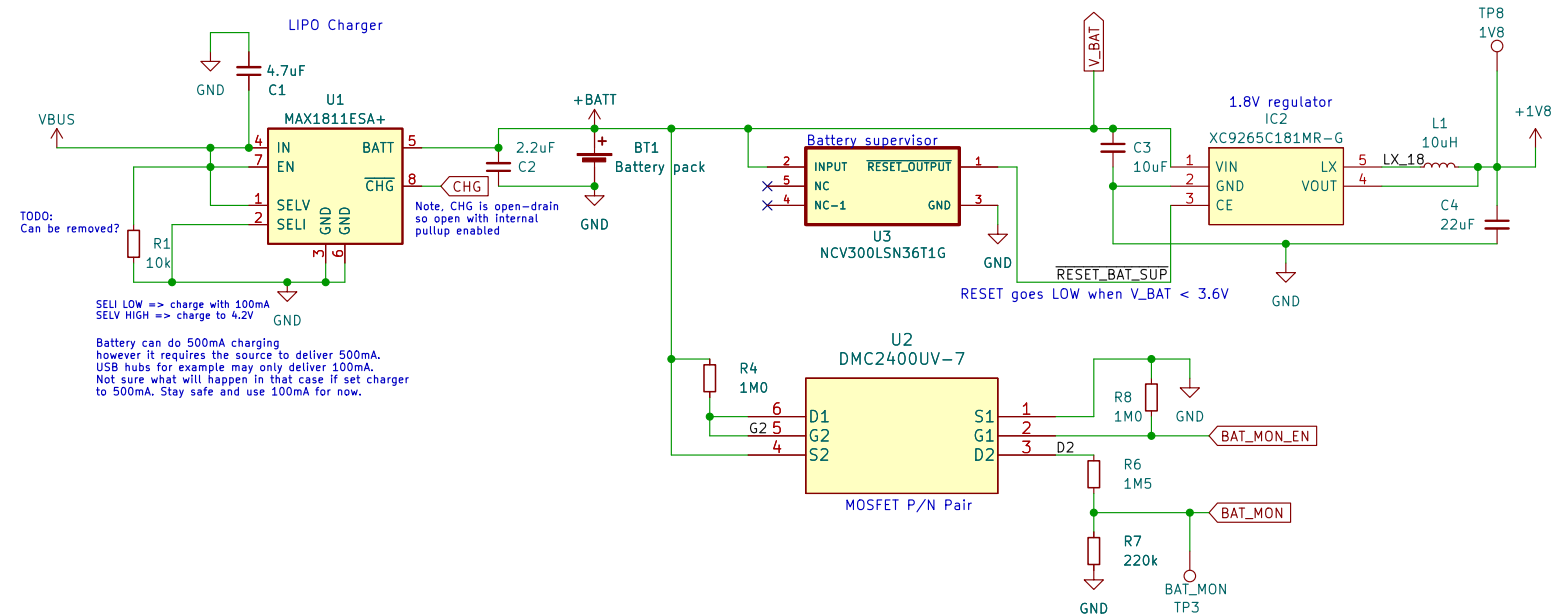 LIPO Charger
GND
4.7uF
C1
VBUS
U1
MAX1811ESA+
4 IN
7 EN
1 SELV
2 SELI
BATT 5
CHG 8
GND 3
GND 6
CHG
Note, CHG is open-drain
so open with internal
pullup enabled
TODO:
Can be removed?
R1
10k
GND
SELI LOW => charge with 100mA
SELV HIGH => charge to 4.2V
Battery can do 500mA charging
however it requires the source to deliver 500mA.
USB hubs for example may only deliver 100mA.
Not sure what will happen in that case if set charger
to 500mA. Stay safe and use 100mA for now.
2.2uF
C2
+BATT
BT1
Battery pack
+
GND
Battery supervisor
2 INPUT
5 NC
4 NC-1
RESET_OUTPUT 1
GND 3
U3
NCV300LSN36T1G
GND
RESET_BAT_SUP
RESET goes LOW when V_BAT < 3.6V
V_BAT
C3
10uF
1.8V regulator
IC2
XC9265C181MR-G
1 VIN
2 GND
3 CE
LX 5
VOUT 4
LX_18
L1
10uH
TP8
1V8
+1V8
C4
22uF
GND
U2
DMC2400UV-7
R4
1M0
G2
6 D1
5 G2
4 S2
S1 1
G1 2
D2 3
MOSFET P/N Pair
R8
1M0
GND
BAT_MON_EN
D2
R6
1M5
BAT_MON
R7
220k
GND
BAT_MON
TP3